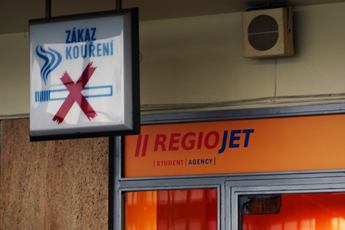 ZÁKAZ
KOUŘENÍ
REGIOJET
|STUDENT|AGENCY|